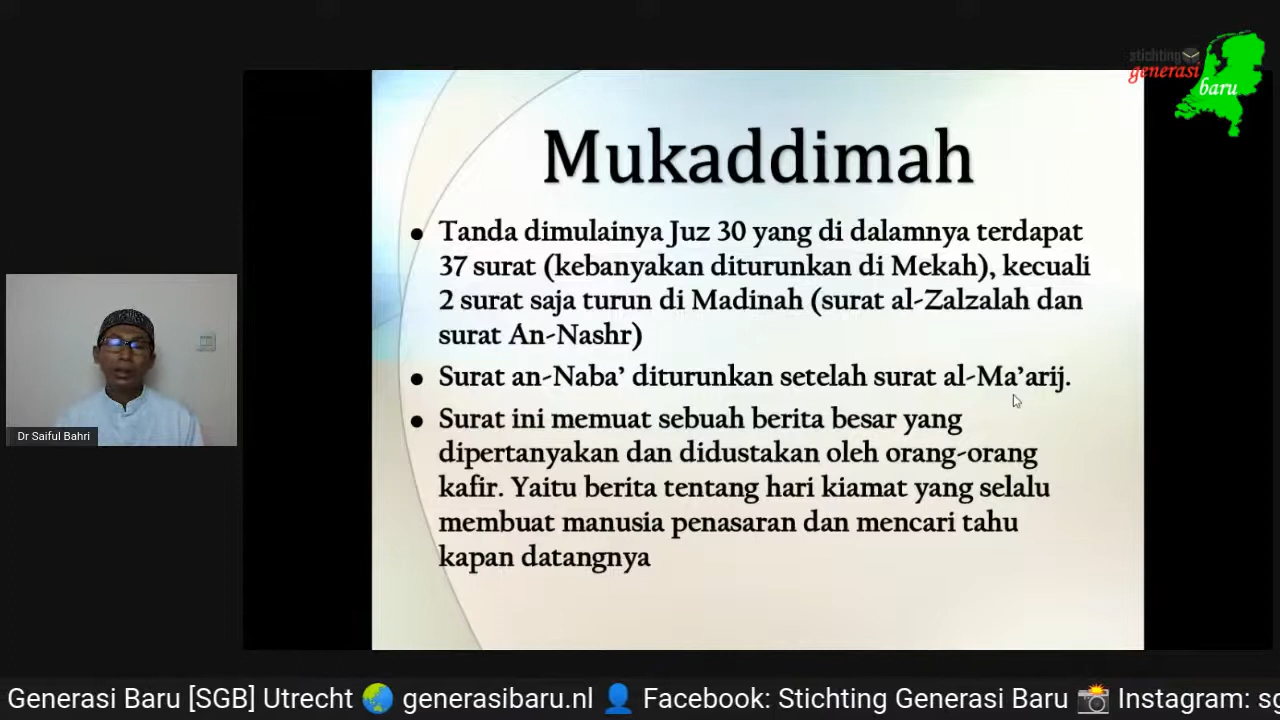 stichting
generasi
baru
Mukaddimah
• Tanda dimulainya Juz 30 yang di dalamnya terdapat
37 surat (kebanyakan diturunkan di Mekah), kecuali
2 surat saja turun di Madinah (surat al-Zalzalah dan
surat An-Nashr)
• Surat an-Naba’ diturunkan setelah surat al-Ma’arij.
• Surat ini memuat sebuah berita besar yang
dipertanyakan dan didustakan oleh orang-orang
kafir. Yaitu berita tentang hari kiamat yang selalu
membuat manusia penasaran dan mencari tahu
kapan datangnya
Dr Saiful Bahri
Generasi Baru [SGB] Utrecht 🌏 generasibaru.nl 👤 Facebook: Stichting Generasi Baru 📸 Instagram: